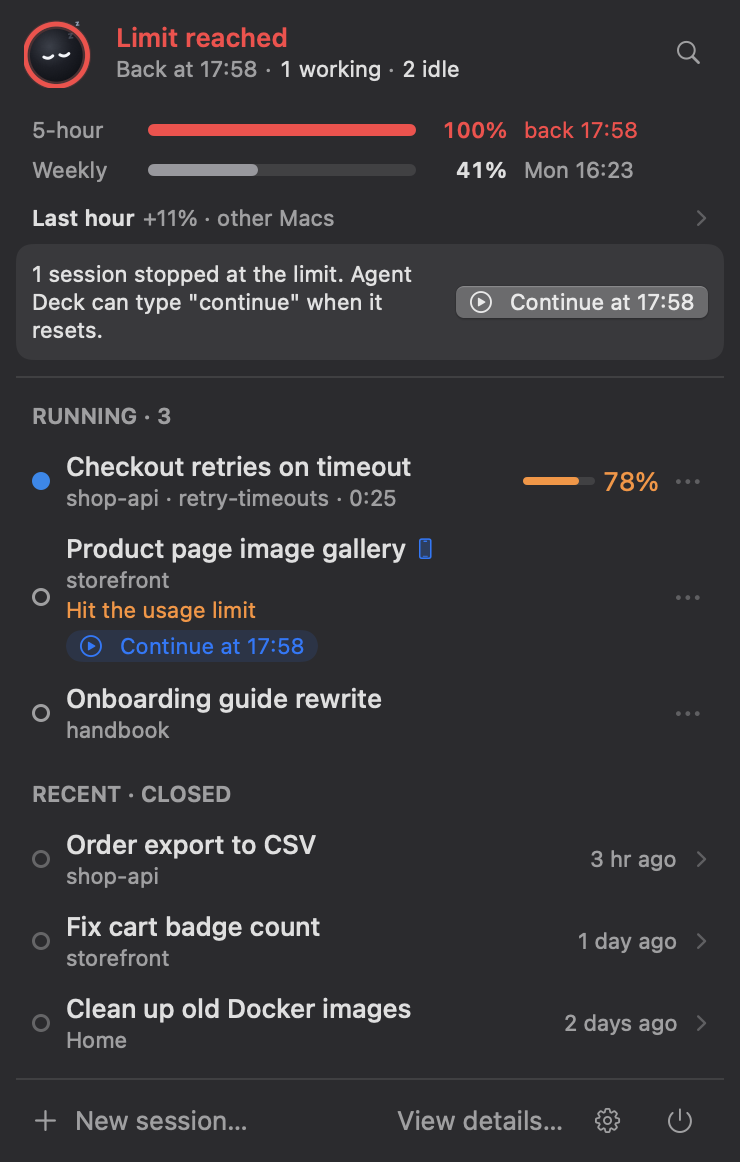 Limit reached
Back at 17:58 · 1 working · 2 idle
5-hour 100% back 17:58
Weekly 41% Mon 16:23
Last hour +11% · other Macs
1 session stopped at the limit. Agent
Deck can type "continue" when it
resets.
Continue at 17:58
RUNNING · 3
Checkout retries on timeout
shop-api · retry-timeouts · 0:25
78%
Product page image gallery
storefront
Hit the usage limit
Continue at 17:58
Onboarding guide rewrite
handbook
RECENT · CLOSED
Order export to CSV
shop-api
3 hr ago
Fix cart badge count
storefront
1 day ago
Clean up old Docker images
Home
2 days ago
New session...
View details...